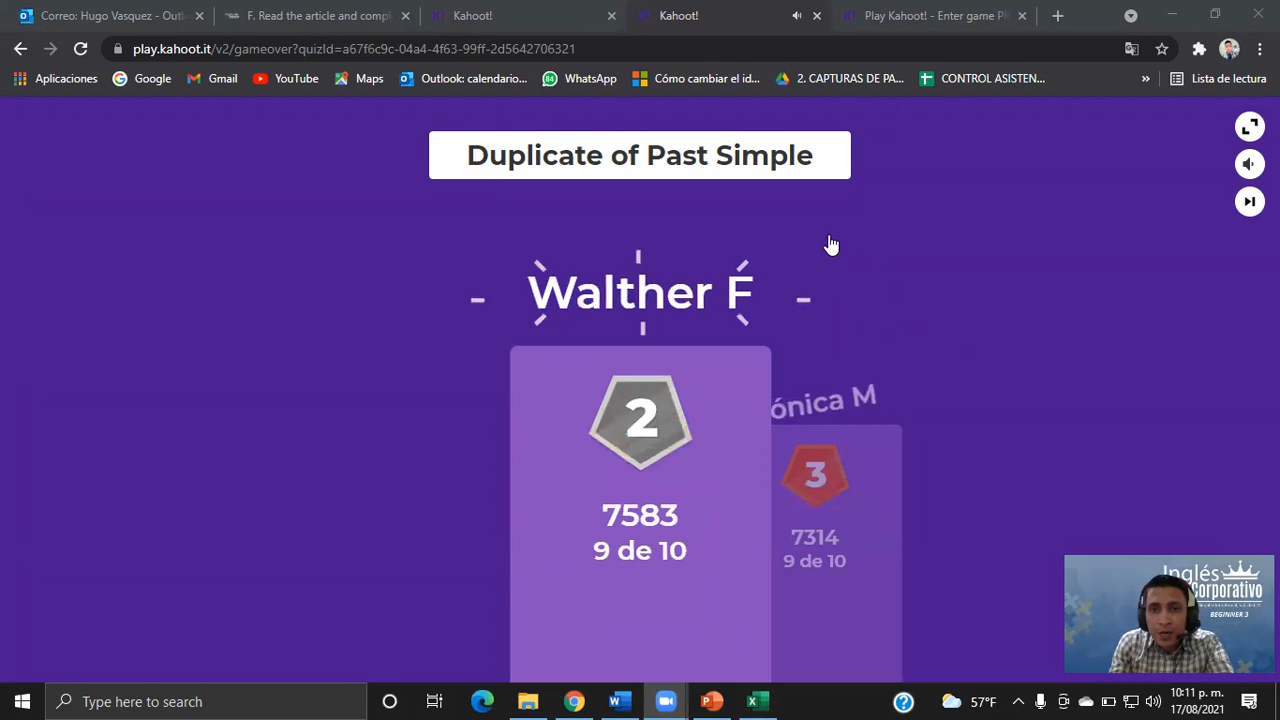 Correo: Hugo Vasquez - Outl
F. Read the article and compl
Kahoot!
Kahoot!
Play Kahoot! - Enter game PI
play.kahoot.it/v2/gameover?quizId=a67f6c9c-04a4-4f63-99ff-2d5642706321
Aplicaciones
Google
Gmail
YouTube
Maps
Outlook: calendario...
84
WhatsApp
Cómo cambiar el id...
2. CAPTURAS DE PA...
CONTROL ASISTEN...
»
Lista de lectura
Duplicate of Past Simple
Walther F
ónica M
2
3
7583
7314
9 de 10
9 de 10
Inglés
Corporativo
BEGINNER 3
Type here to search
57°F
10:11 p. m.
17/08/2021